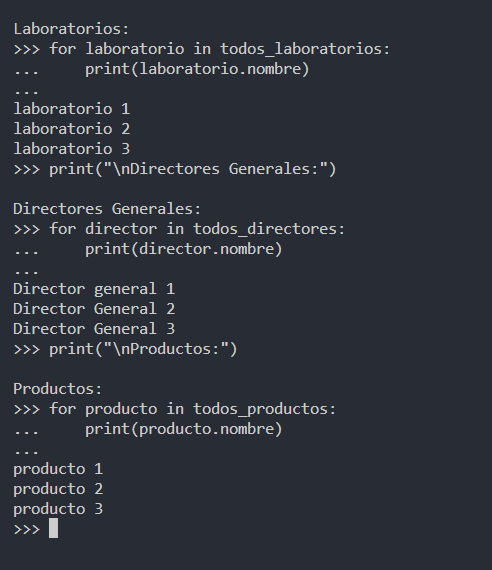 Laboratorios:
>>> for laboratorio in todos_laboratorios:
...     print(laboratorio.nombre)
...
laboratorio 1
laboratorio 2
laboratorio 3
>>> print("\nDirectores Generales:")

Directores Generales:
>>> for director in todos_directores:
...     print(director.nombre)
...
Director general 1
Director General 2
Director General 3
>>> print("\nProductos:")

Productos:
>>> for producto in todos_productos:
...     print(producto.nombre)
...
producto 1
producto 2
producto 3
>>>